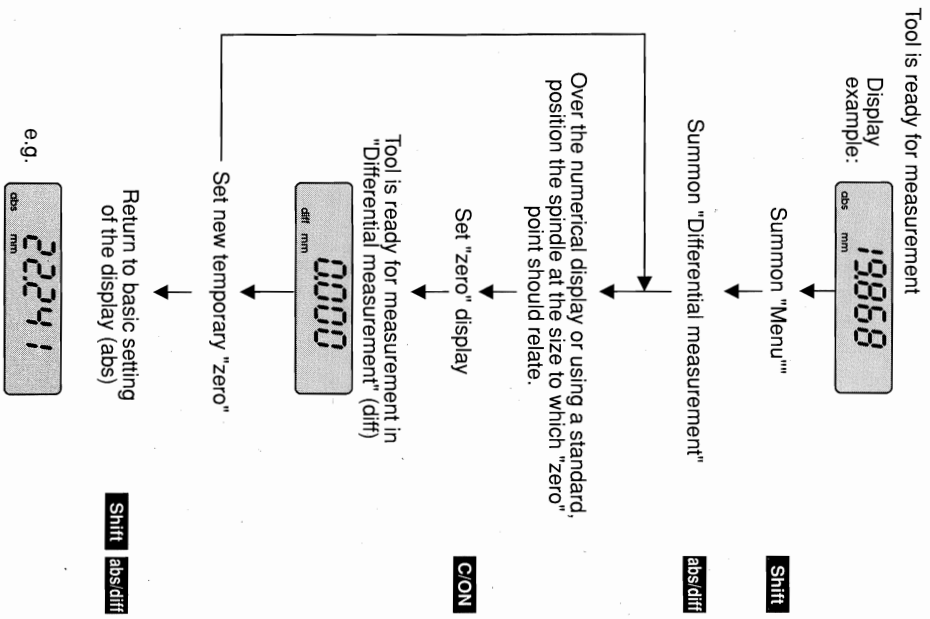 Tool is ready for measurement
Display
example:
19.868
abs mm
Summon "Menu""
Shift
Summon "Differential measurement"
abs/diff
Over the numerical display or using a standard,
position the spindle at the size to which "zero"
point should relate.
Set "zero" display
C/ON
Tool is ready for measurement in
"Differential measurement" (diff)
0.000
diff mm
Set new temporary "zero"
Return to basic setting
of the display (abs)
Shift abs/diff
e.g.
22.241
abs mm